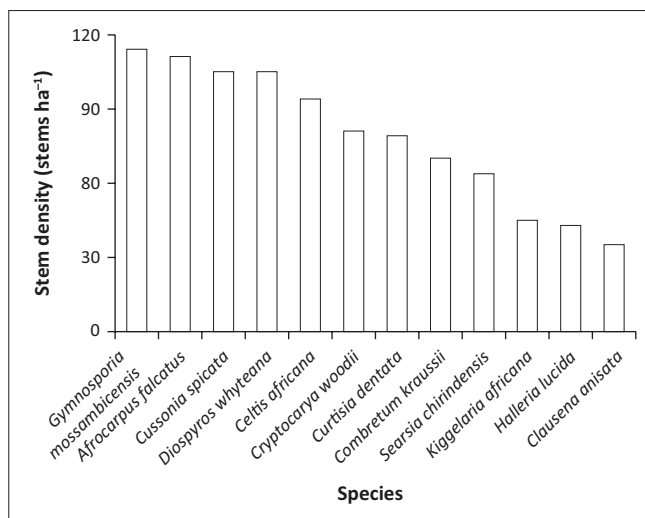 Stem density (stems ha⁻¹)
120
90
80
30
0
Gymnosporia
mossambicensis
Afrocarpus falcatus
Cussonia spicata
Diospyros whyteana
Celtis africana
Cryptocarya woodii
Curtisia dentata
Combretum kraussii
Searsia chirindensis
Kiggelaria africana
Halleria lucida
Clausena anisata
Species